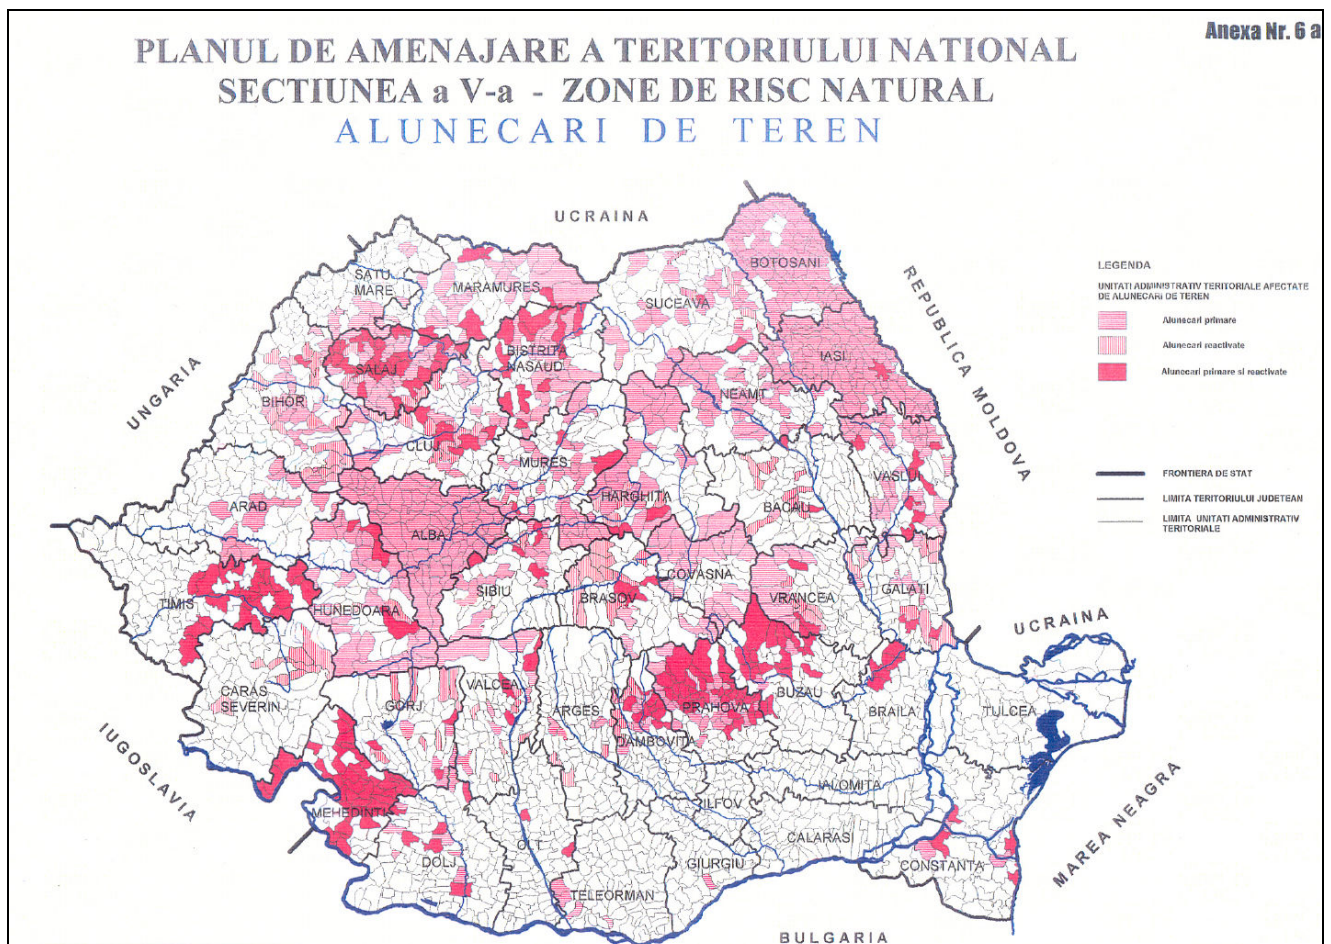 Anexa Nr. 6 a
PLANUL DE AMENAJARE A TERITORIULUI NATIONAL
SECTIUNEA a V-a - ZONE DE RISC NATURAL
ALUNECARI DE TEREN
UCRAINA
BOTOSANI
SATU
MARE
MARAMURES
SUCEAVA
REPUBLICA MOLDOVA
LEGENDA
UNITATI ADMINISTRATIV TERITORIALE AFECTATE
DE ALUNECARI DE TEREN
Alunecari primare
Alunecari reactivate
Alunecari primare si reactivate
FRONTIERA DE STAT
LIMITA TERITORIULUI JUDETEAN
LIMITA UNITATI ADMINISTRATIV
TERITORIALE
UNGARIA
SALAJ
BISTRITA
NASAUD
IASI
BIHOR
NEAMT
CLUJ
MURES
HARGHITA
BACAU
VASLUI
ARAD
ALBA
TIMIS
HUNEDOARA
SIBIU
BRASOV
COVASNA
VRANCEA
GALATI
UCRAINA
CARAS
SEVERIN
GORJ
VALCEA
ARGES
PRAHOVA
BUZAU
BRAILA
TULCEA
DAMBOVITA
IUGOSLAVIA
MEHEDINTI
IALOMITA
ILFOV
CALARASI
MAREA NEAGRA
DOLJ
OLT
GIURGIU
TELEORMAN
CONSTANTA
BULGARIA